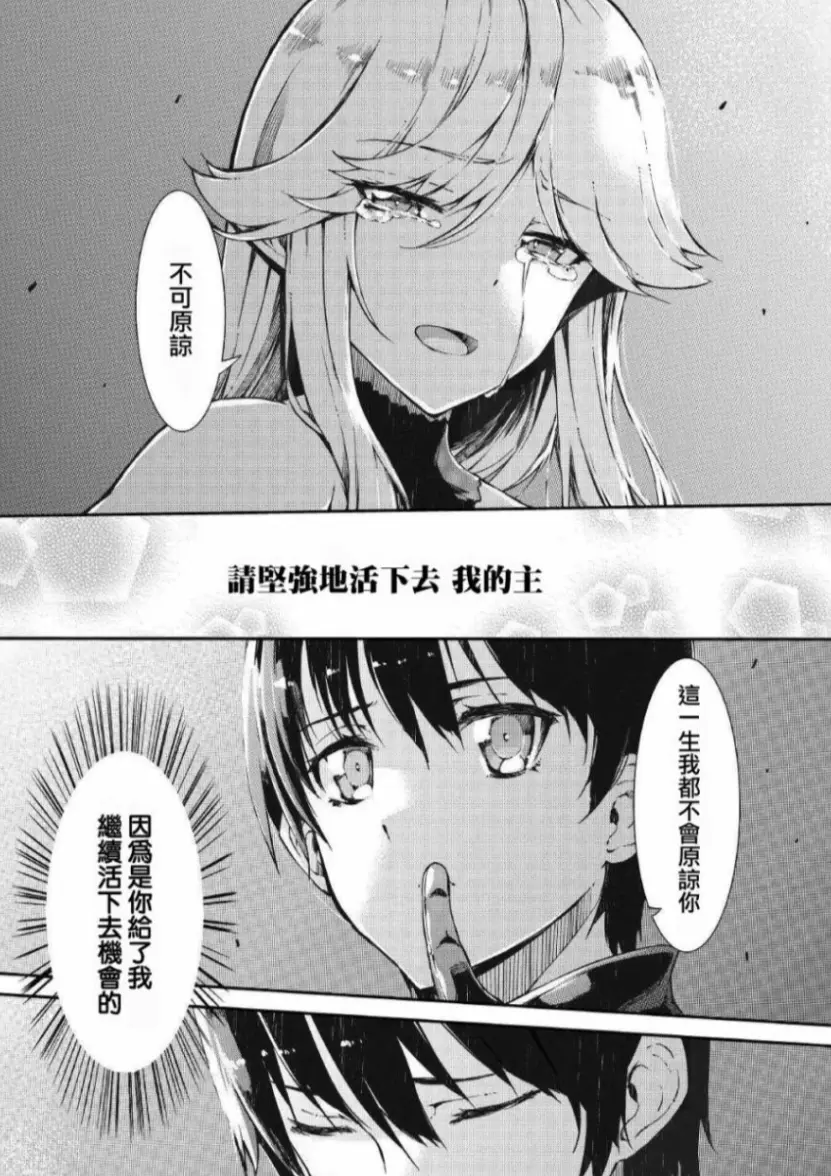 不可原諒
請堅強地活下去 我的主
這一生我都不會原諒你
因為是你給了我
繼續活下去機會的